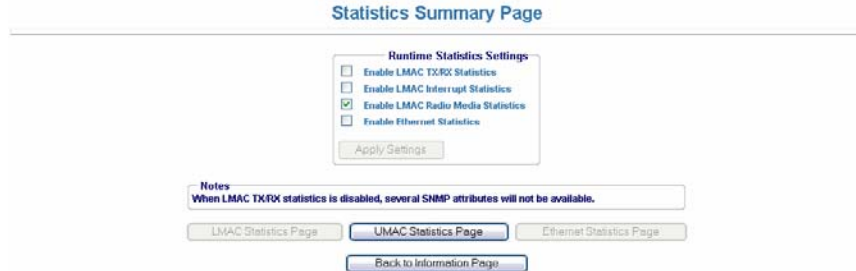 Statistics Summary Page
Runtime Statistics Settings
Enable LMAC TX/RX Statistics
Enable LMAC Interrupt Statistics
Enable LMAC Radio Media Statistics
Enable Ethernet Statistics
Apply Settings
Notes
When LMAC TX/RX statistics is disabled, several SNMP attributes will not be available.
LMAC Statistics Page UMAC Statistics Page Ethernet Statistics Page
Back to Information Page